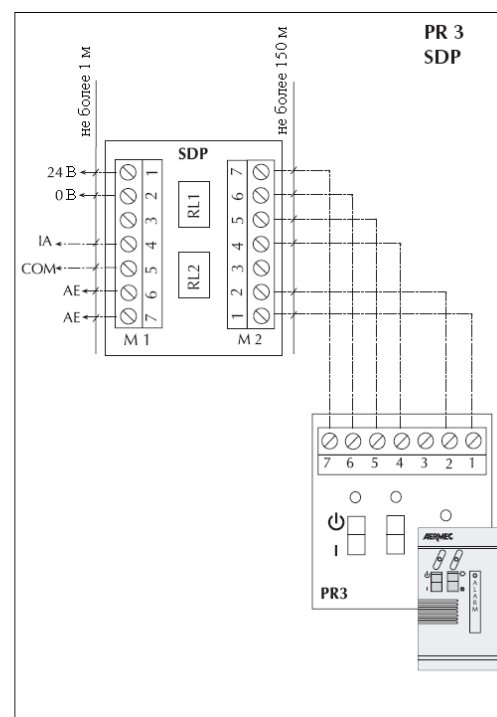 PR 3
SDP
не более 1 м
не более 150 м
SDP
24 В
0 В
IA
COM
AE
AE
1
2
3
4
5
6
7
RL1
RL2
7
6
5
4
3
2
1
M 1
M 2
7 6 5 4 3 2 1
I
PR3
AERMEC
I
ALARM